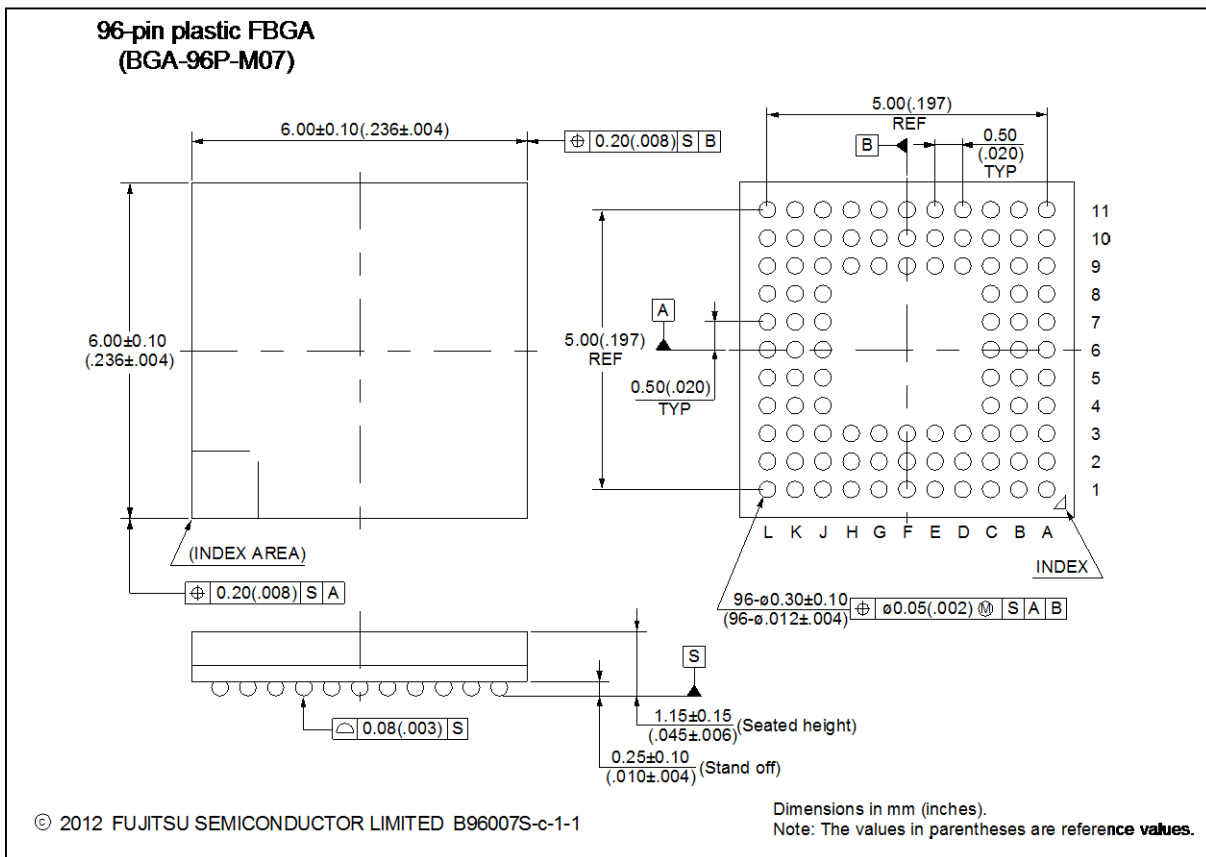 96-pin plastic FBGA
(BGA-96P-M07)
6.00±0.10(.236±.004)
⌖ 0.20(.008) S B
6.00±0.10
(.236±.004)
(INDEX AREA)
⌖ 0.20(.008) S A
5.00(.197)
REF
B
0.50
(.020)
TYP
A
5.00(.197)
REF
0.50(.020)
TYP
11
10
9
8
7
6
5
4
3
2
1
L K J H G F E D C B A
INDEX
96-ø0.30±0.10
(96-ø.012±.004)
⌖ ø0.05(.002) Ⓜ S A B
S
⌓ 0.08(.003) S
1.15±0.15
(.045±.006)
(Seated height)
0.25±0.10
(.010±.004)
(Stand off)
© 2012 FUJITSU SEMICONDUCTOR LIMITED B96007S-c-1-1
Dimensions in mm (inches).
Note: The values in parentheses are reference values.